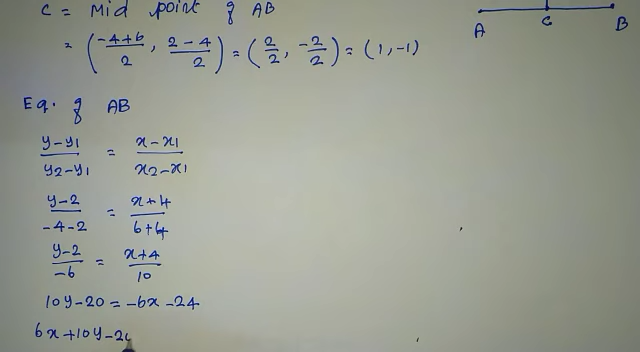 C = Mid point of AB
A C B
= (-4+6/2, 2-4/2) = (2/2, -2/2) = (1,-1)
Eq. of AB
y-y1/y2-y1 = x-x1/x2-x1
y-2/-4-2 = x+4/6+4
y-2/-6 = x+4/10
10y-20 = -6x-24
6x+10y-20